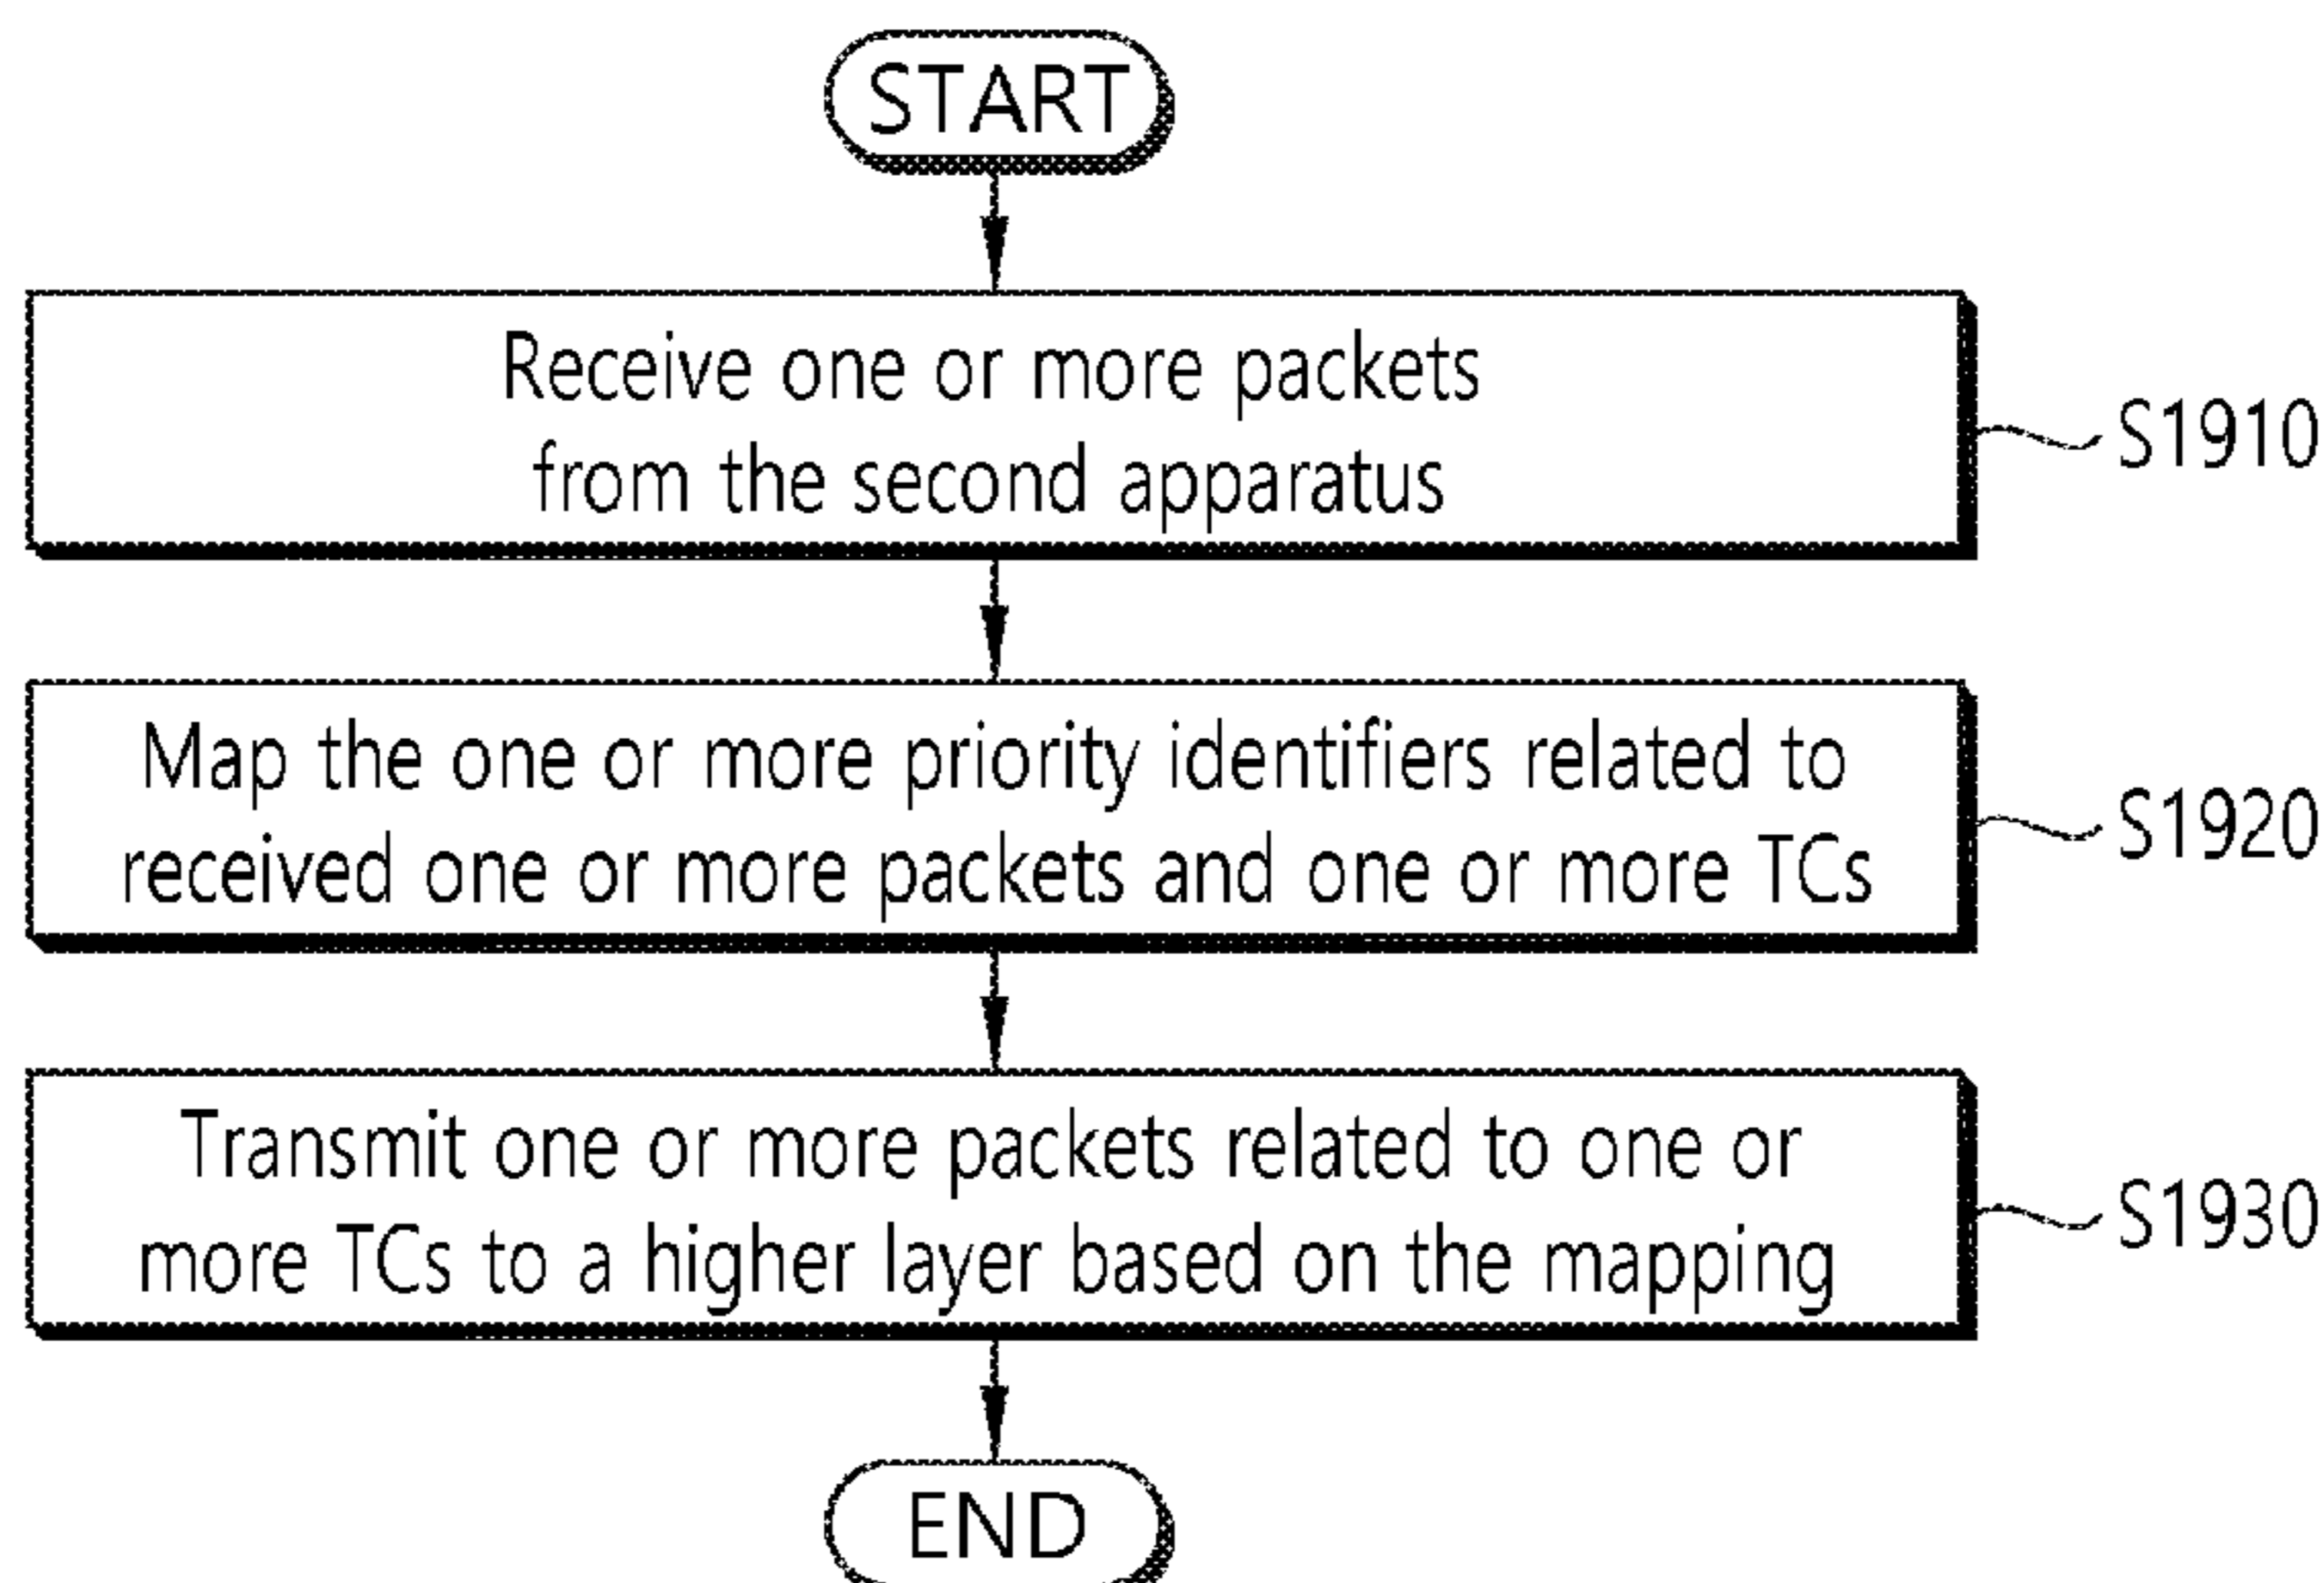 START
Receive one or more packets
from the second apparatus
S1910
Map the one or more priority identifiers related to
received one or more packets and one or more TCs
S1920
Transmit one or more packets related to one or
more TCs to a higher layer based on the mapping
S1930
END